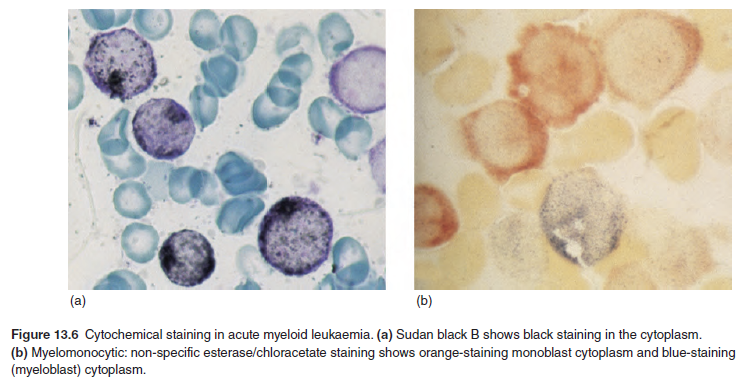 (a)
(b)
Figure 13.6 Cytochemical staining in acute myeloid leukaemia. (a) Sudan black B shows black staining in the cytoplasm.
(b) Myelomonocytic: non-specific esterase/chloracetate staining shows orange-staining monoblast cytoplasm and blue-staining
(myeloblast) cytoplasm.